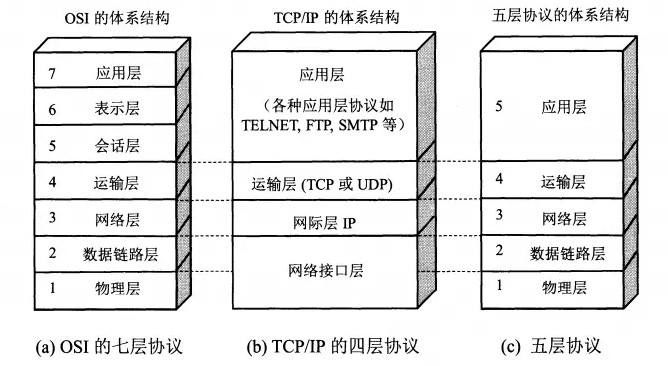 OSI 的体系结构
TCP/IP 的体系结构
五层协议的体系结构
7 应用层
6 表示层
5 会话层
4 运输层
3 网络层
2 数据链路层
1 物理层
应用层
(各种应用层协议如
TELNET, FTP, SMTP 等)
运输层 (TCP 或 UDP)
网际层 IP
网络接口层
5 应用层
4 运输层
3 网络层
2 数据链路层
1 物理层
(a) OSI 的七层协议
(b) TCP/IP 的四层协议
(c) 五层协议